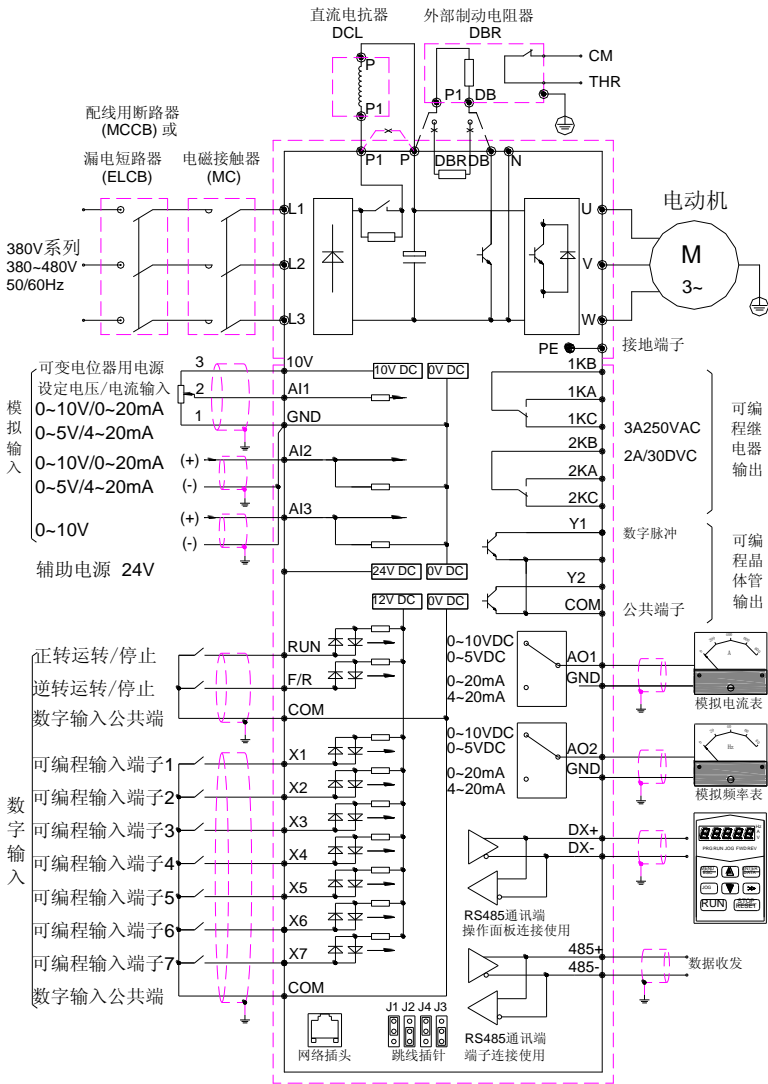 直流电抗器
DCL
外部制动电阻器
DBR
P
P1
P1 DB
CM
THR
配线用断路器
(MCCB) 或
漏电短路器
(ELCB)
电磁接触器
(MC)
P1 P DBR DB N
L1
L2
L3
380V系列
380~480V
50/60Hz
U
V
W
电动机
M
3~
PE
接地端子
模拟输入
可变电位器用电源
设定电压/电流输入
0~10V/0~20mA
0~5V/4~20mA
0~10V/0~20mA
0~5V/4~20mA
0~10V
3
2
1
(+)
(-)
(+)
(-)
10V
AI1
GND
AI2
AI3
10V DC 0V DC
辅助电源 24V
24V DC 0V DC
12V DC 0V DC
1KB
1KA
1KC
2KB
2KA
2KC
3A250VAC
2A/30DVC
可编程继电器输出
Y1
Y2
COM
数字脉冲
公共端子
可编程晶体管输出
数字输入
正转运转/停止
逆转运转/停止
数字输入公共端
可编程输入端子1
可编程输入端子2
可编程输入端子3
可编程输入端子4
可编程输入端子5
可编程输入端子6
可编程输入端子7
数字输入公共端
RUN
F/R
COM
X1
X2
X3
X4
X5
X6
X7
COM
0~10VDC
0~5VDC
0~20mA
4~20mA
AO1
GND
A
模拟电流表
0~10VDC
0~5VDC
0~20mA
4~20mA
AO2
GND
Hz
模拟频率表
DX+
DX-
RS485通讯端
操作面板连接使用
88888
Hz
A
V
PRG RUN JOG FWD REV
MENU
ESC
ENTER
DATA
JOG
RUN
STOP
RESET
485+
485-
数据收发
RS485通讯端
端子连接使用
网络插头
J1 J2 J4 J3
跳线插针